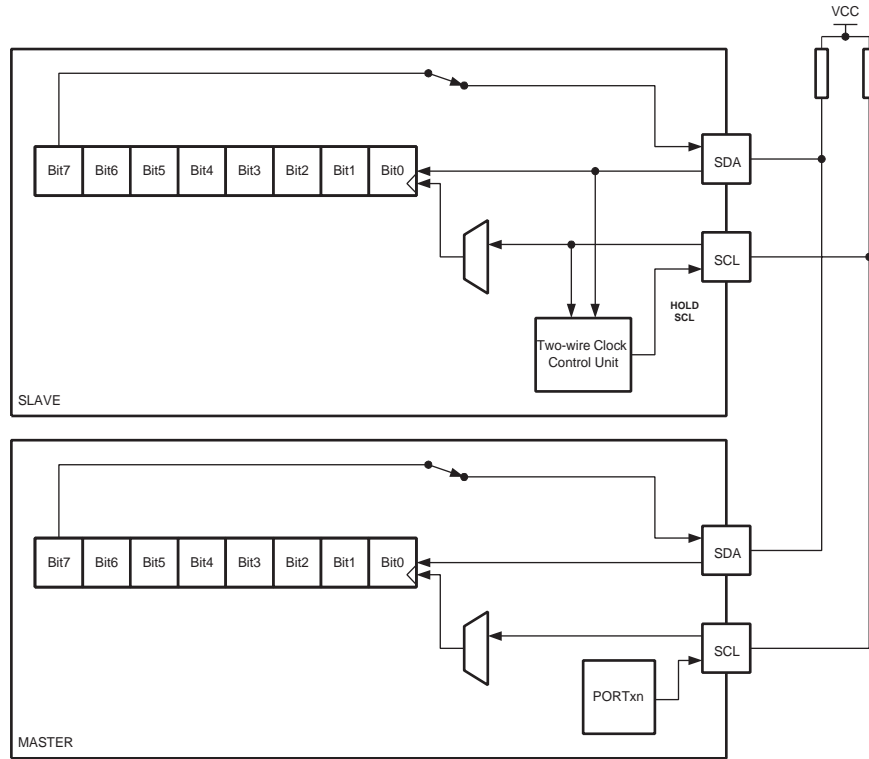 VCC
Bit7 Bit6 Bit5 Bit4 Bit3 Bit2 Bit1 Bit0
SDA
SCL
HOLD
SCL
Two-wire Clock
Control Unit
SLAVE
Bit7 Bit6 Bit5 Bit4 Bit3 Bit2 Bit1 Bit0
SDA
SCL
PORTxn
MASTER